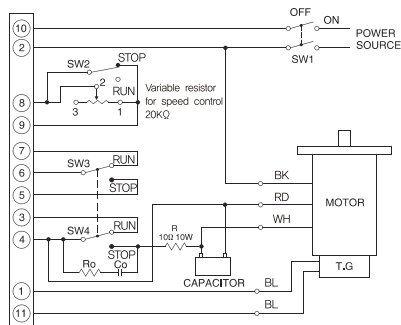 OFF
ON
10
POWER
SOURCE
2
SW1
SW2
STOP
2
RUN
Variable resistor
for speed control
20KΩ
8
3
1
9
7
SW3
RUN
6
STOP
5
BK
3
RD
MOTOR
SW4
RUN
WH
4
R
10Ω 10W
STOP
Ro
Co
CAPACITOR
T.G
1
BL
11
BL